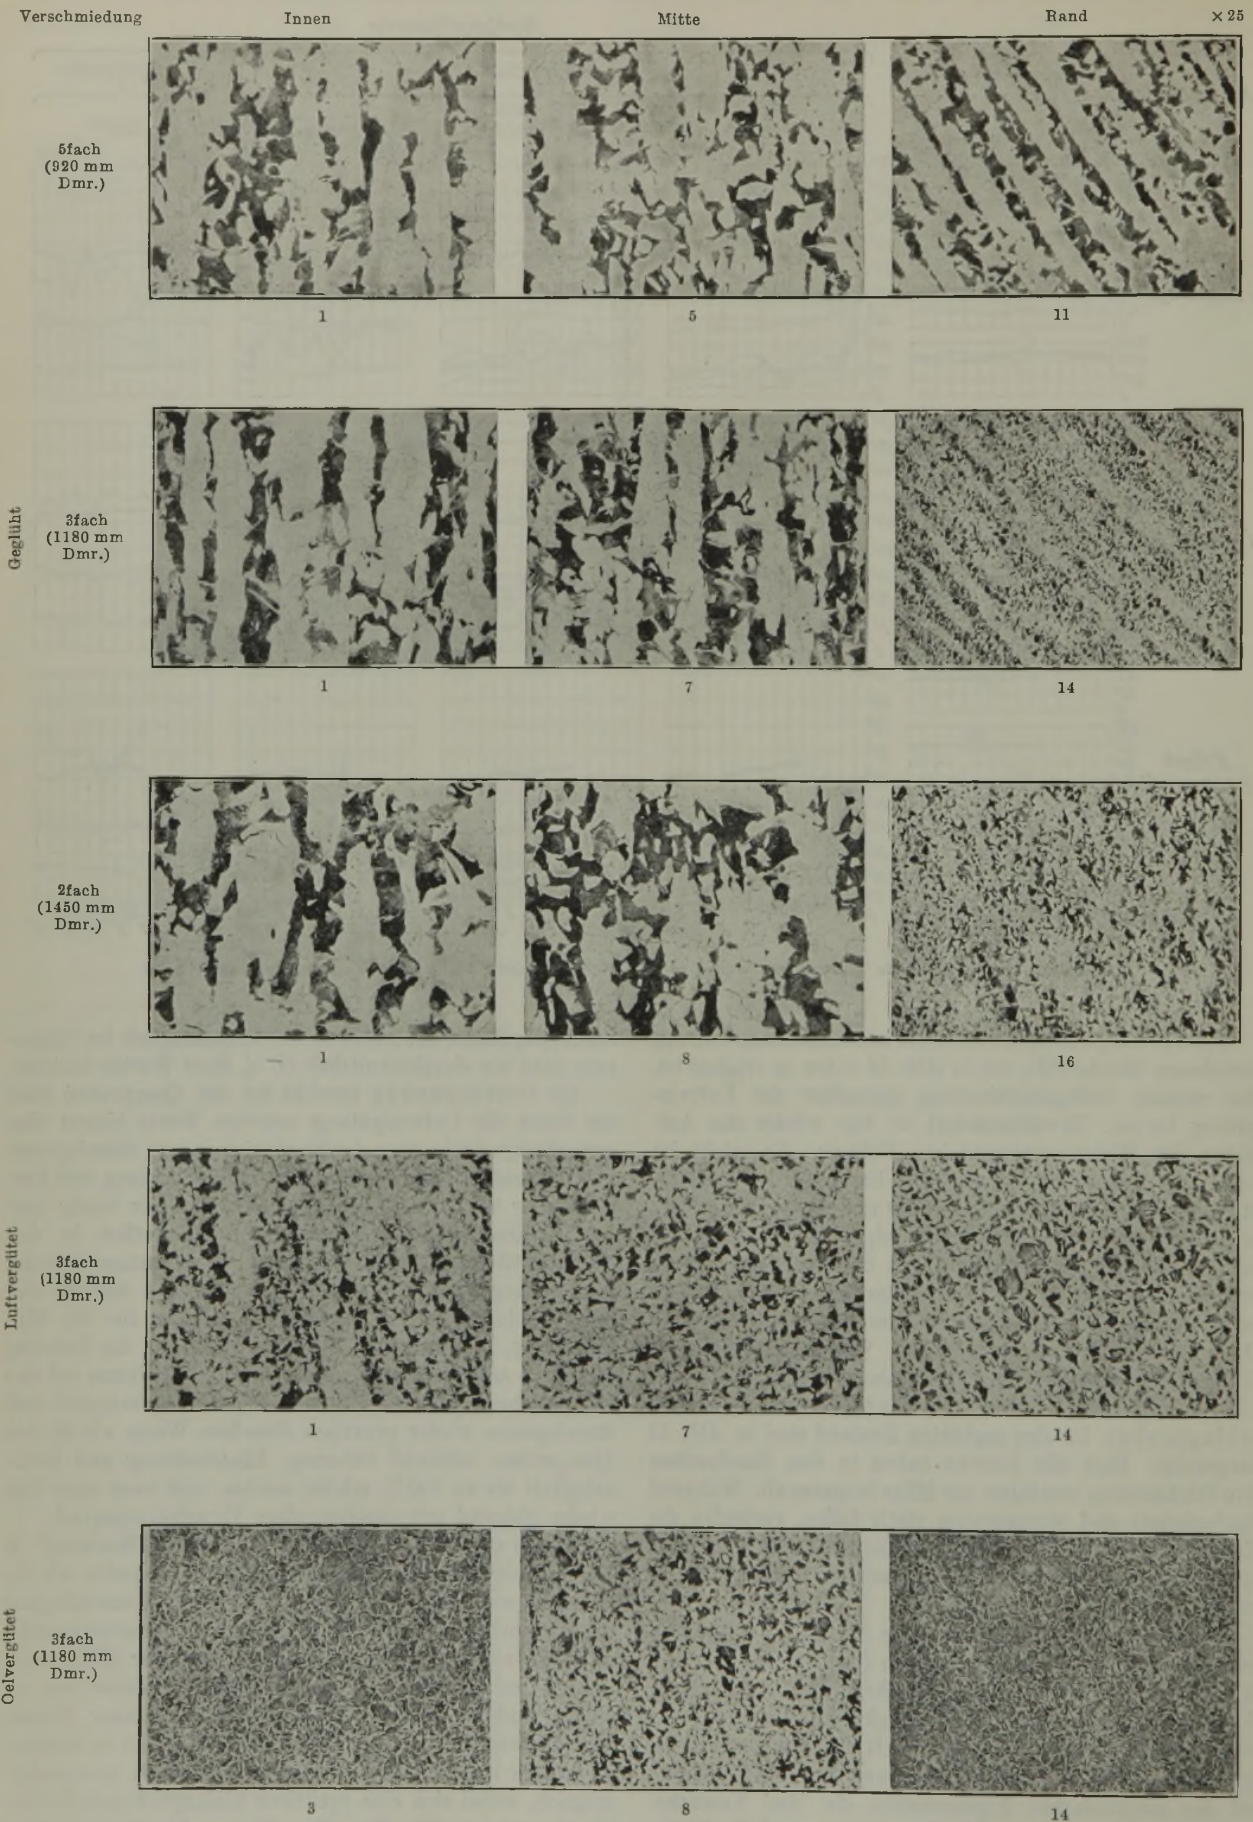 Verschmiedung Innen Mitte Rand × 25
5fach
(920 mm
Dmr.)
1 5 11
Geglüht
3fach
(1180 mm
Dmr.)
1 7 14
2fach
(1450 mm
Dmr.)
1 8 16
Luftvergütet
3fach
(1180 mm
Dmr.)
1 7 14
Oelvergütet
3fach
(1180 mm
Dmr.)
3 8 14